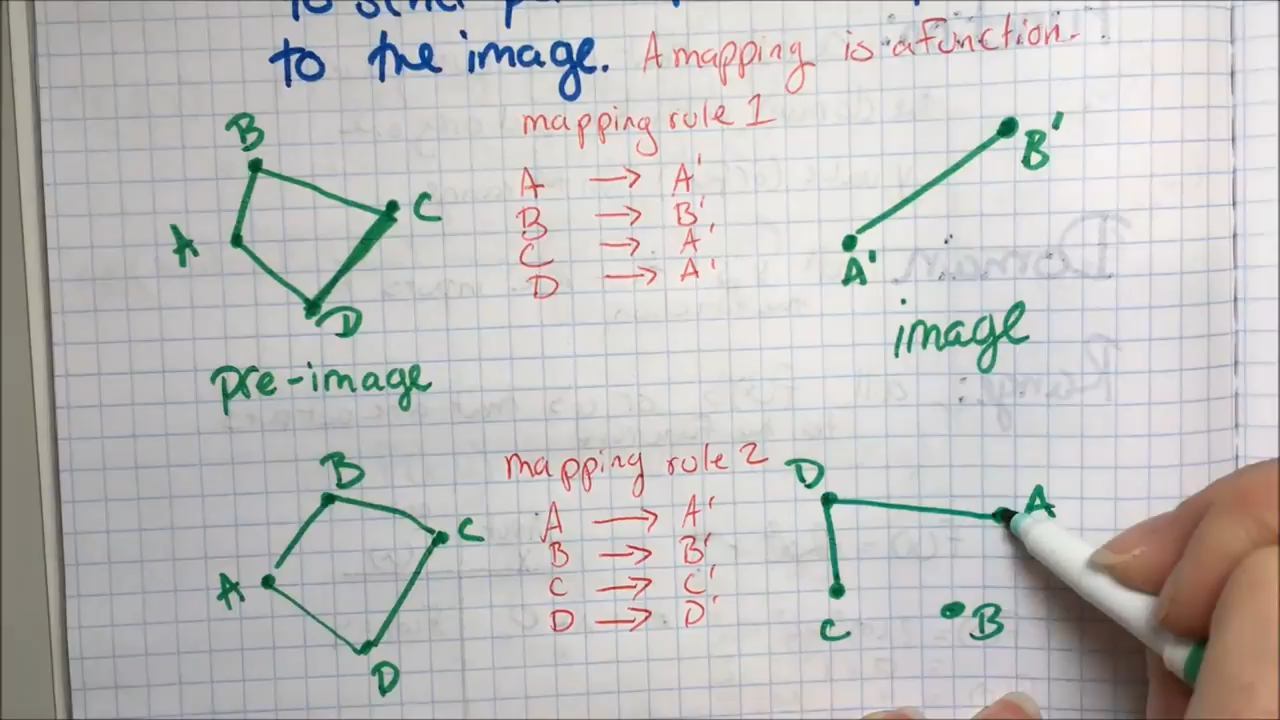 to the image. A mapping is a function.
B
mapping rule 1
B'
A → A'
C
B → B'
A
C → A'
A'
D → A'
D
image
pre-image
B
mapping rule 2
D
A → A'
A
C
B → B'
A
C → C'
B
D → D'
C
D